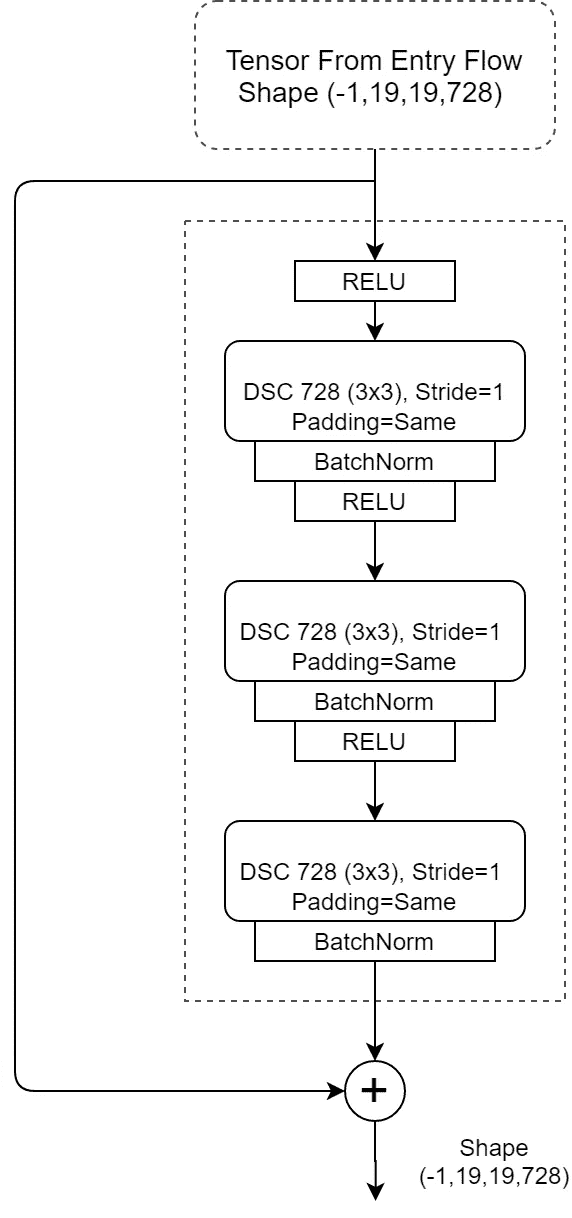 Tensor From Entry Flow
Shape (-1,19,19,728)
RELU
DSC 728 (3x3), Stride=1
Padding=Same
BatchNorm
RELU
DSC 728 (3x3), Stride=1
Padding=Same
BatchNorm
RELU
DSC 728 (3x3), Stride=1
Padding=Same
BatchNorm
+
Shape
(-1,19,19,728)